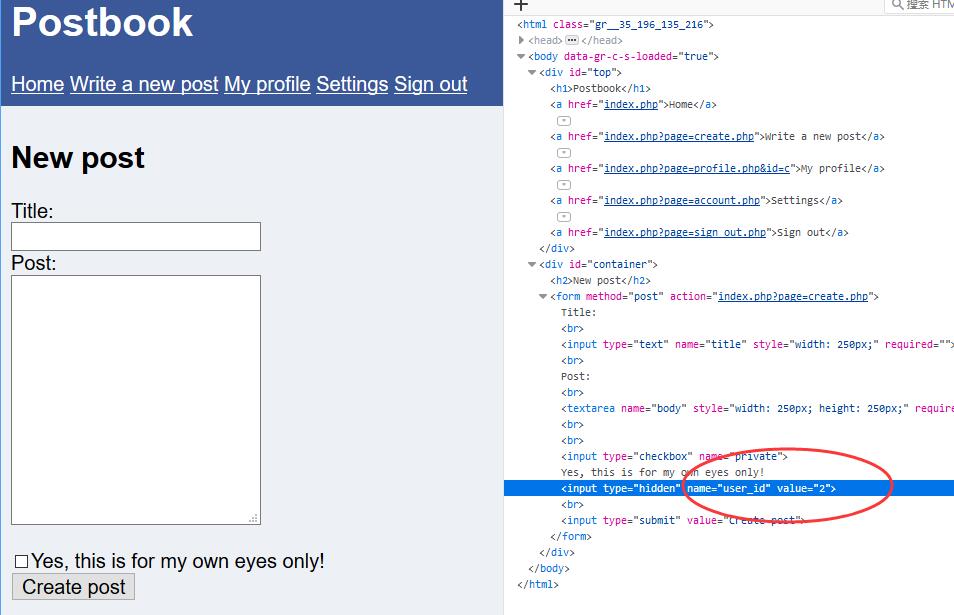 Postbook
Home Write a new post My profile Settings Sign out
New post
Title:
Post:
Yes, this is for my own eyes only!
Create post
搜索 HTM
<html class="gr__35_196_135_216">
<head> ••• </head>
<body data-gr-c-s-loaded="true">
<div id="top">
<h1>Postbook</h1>
<a href="index.php">Home</a>
<a href="index.php?page=create.php">Write a new post</a>
<a href="index.php?page=profile.php&id=c">My profile</a>
<a href="index.php?page=account.php">Settings</a>
<a href="index.php?page=sign_out.php">Sign out</a>
</div>
<div id="container">
<h2>New post</h2>
<form method="post" action="index.php?page=create.php">
Title:
<br>
<input type="text" name="title" style="width: 250px;" required="">
<br>
Post:
<br>
<textarea name="body" style="width: 250px; height: 250px;" require
<br>
<br>
<input type="checkbox" name="private">
Yes, this is for my own eyes only!
<input type="hidden" name="user_id" value="2">
<br>
<input type="submit" value="Create post">
</form>
</div>
</body>
</html>